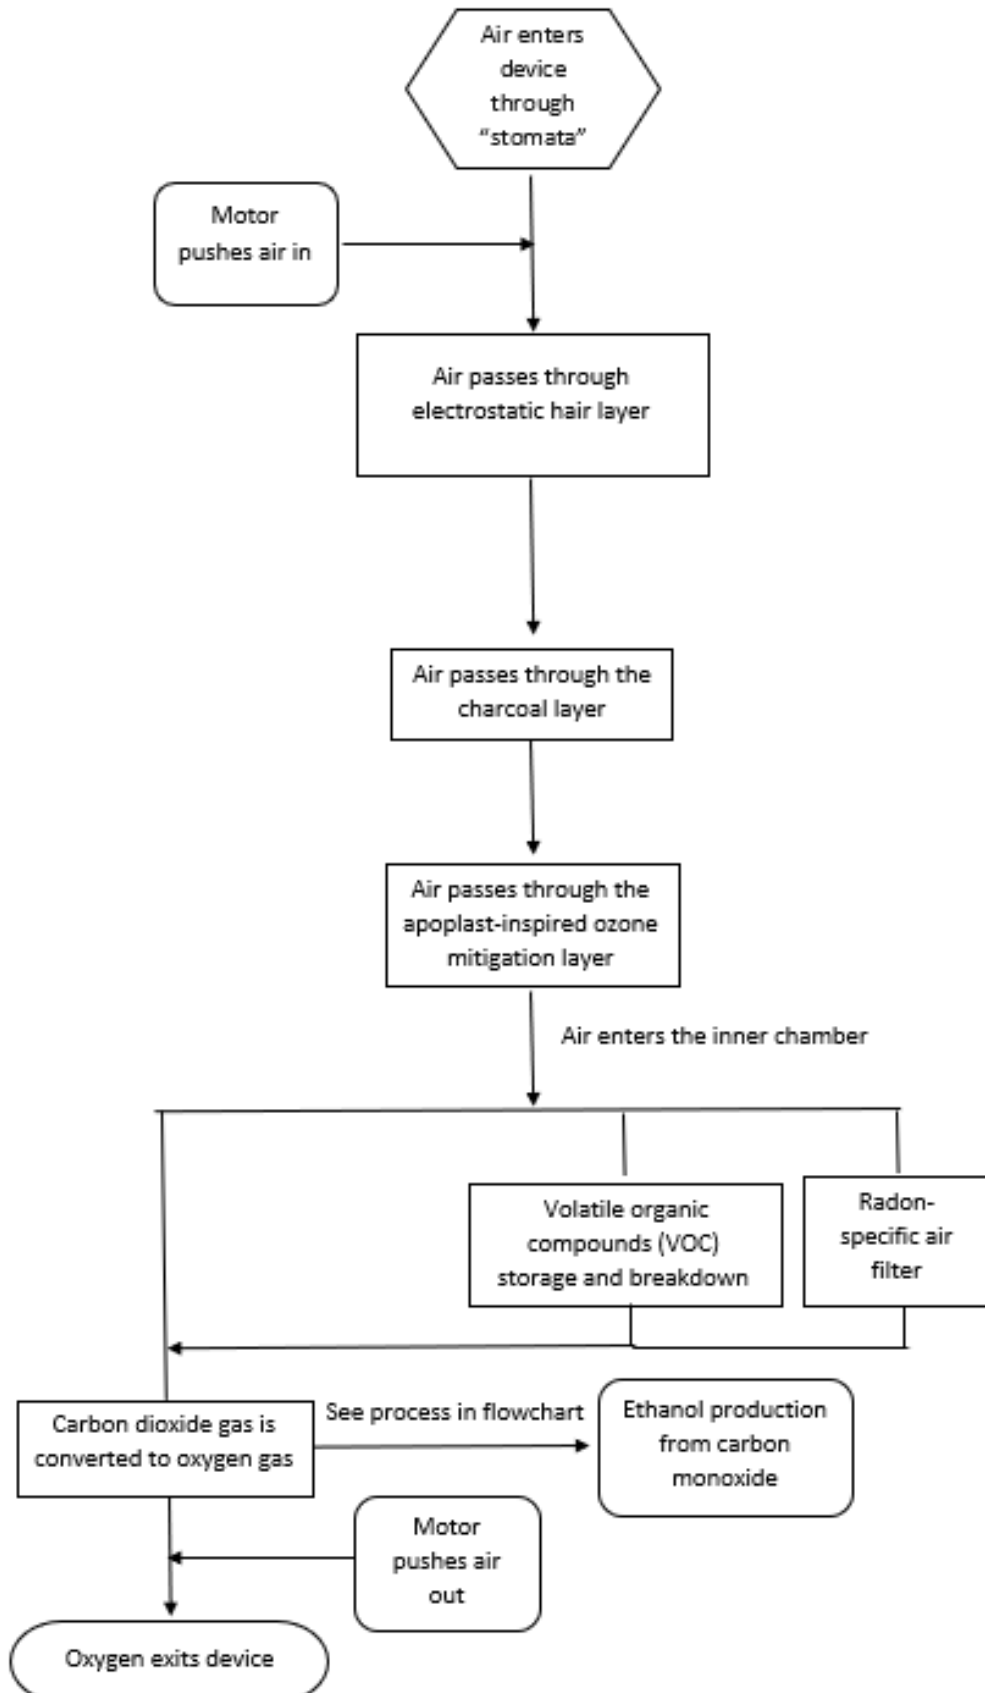 Air enters
device
through
“stomata”
Motor
pushes air in
Air passes through
electrostatic hair layer
Air passes through the
charcoal layer
Air passes through the
apoplast-inspired ozone
mitigation layer
Air enters the inner chamber
Volatile organic
compounds (VOC)
storage and breakdown
Radon-
specific air
filter
Carbon dioxide gas is
converted to oxygen gas
See process in flowchart
Ethanol production
from carbon
monoxide
Motor
pushes air
out
Oxygen exits device